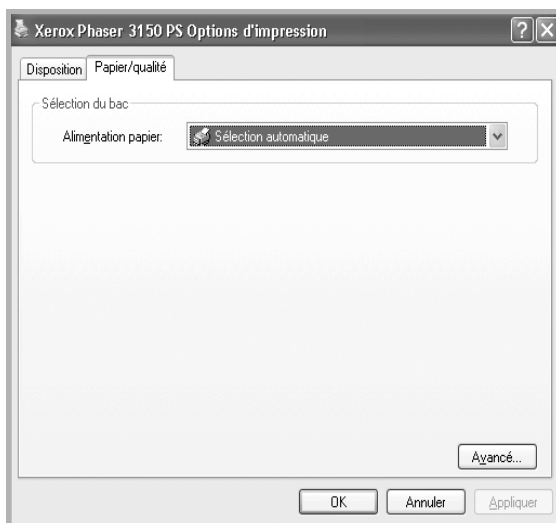 Xerox Phaser 3150 PS Options d'impression
Disposition Papier/qualité
Sélection du bac
Alimentation papier: Sélection automatique
Avancé...
OK Annuler Appliquer